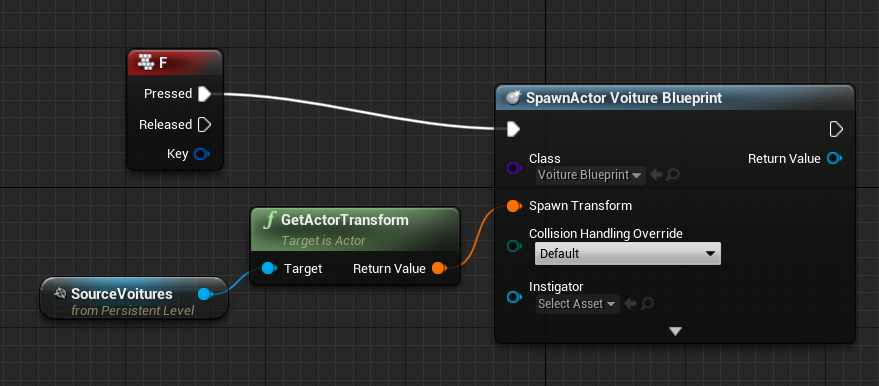 F
Pressed
Released
Key
SpawnActor Voiture Blueprint
Class
Voiture Blueprint
Return Value
Spawn Transform
Collision Handling Override
Default
Instigator
Select Asset
GetActorTransform
Target is Actor
Target
Return Value
SourceVoitures
from Persistent Level